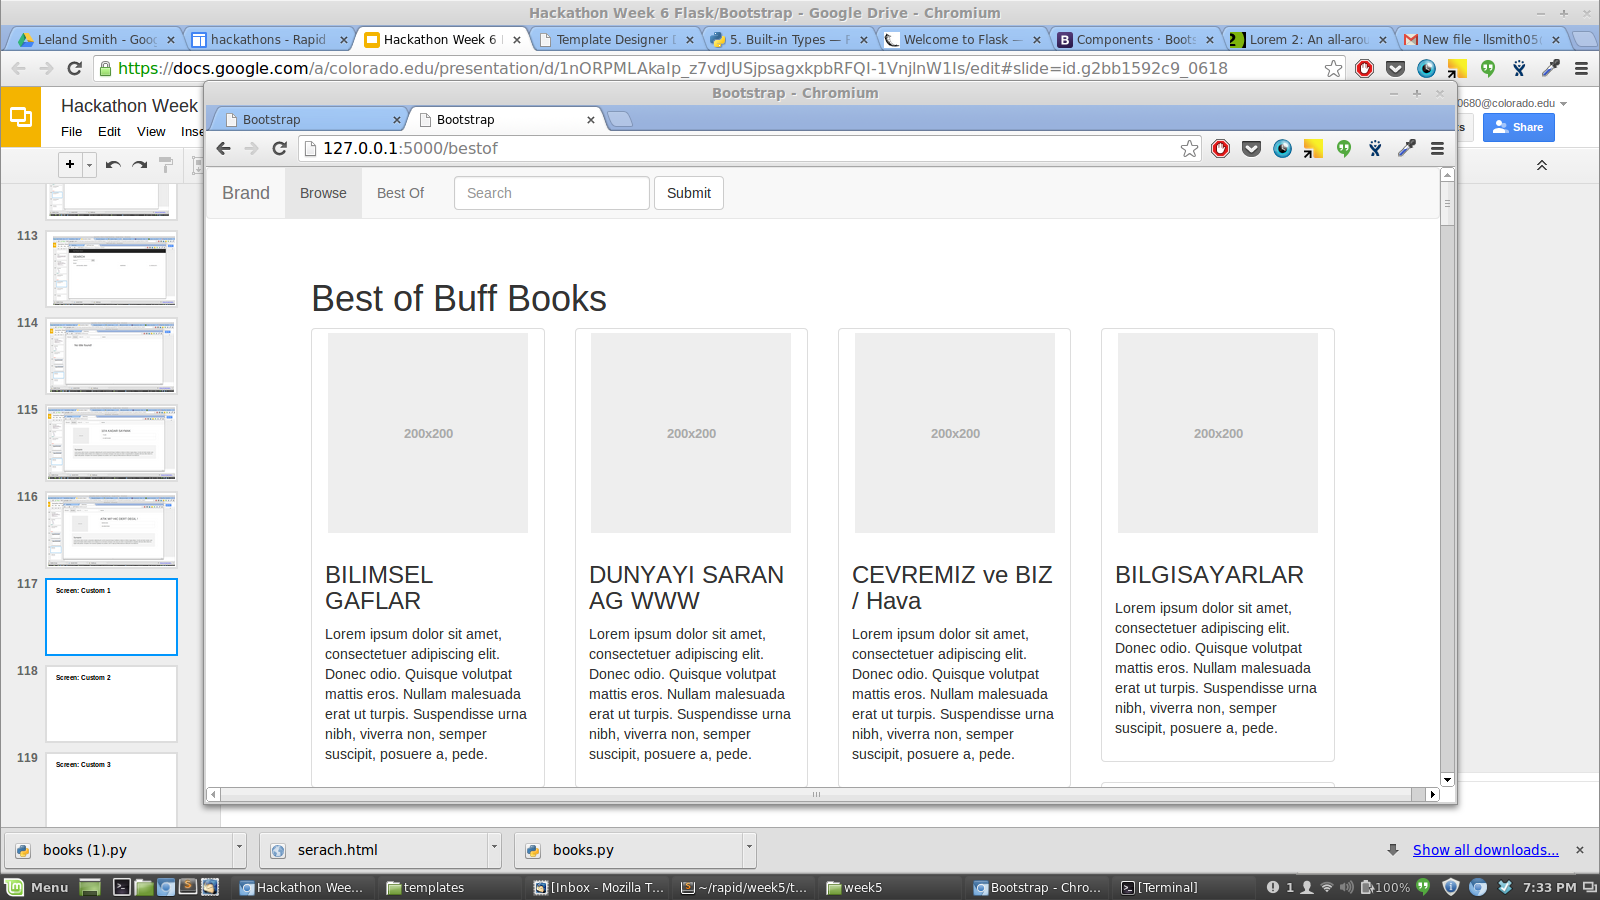 Hackathon Week 6 Flask/Bootstrap - Google Drive - Chromium
Leland Smith - Goo
hackathons - Rapid
Hackathon Week 6
Template Designer
5. Built-in Types —
Welcome to Flask —
Components · Boots
Lorem 2: An all-arou
New file - llsmith05
https://docs.google.com/a/colorado.edu/presentation/d/1nORPMLAkaIp_z7vdJUSjpsagxkpbRFQI-1VnjlnW1Is/edit#slide=id.g2bb1592c9_0618
Hackathon Week
0680@colorado.edu
File Edit View Inse
Share
Bootstrap - Chromium
Bootstrap
Bootstrap
127.0.0.1:5000/bestof
Brand Browse Best Of Search Submit
Best of Buff Books
200x200
200x200
200x200
200x200
BILIMSEL
GAFLAR
Lorem ipsum dolor sit amet,
consectetuer adipiscing elit.
Donec odio. Quisque volutpat
mattis eros. Nullam malesuada
erat ut turpis. Suspendisse urna
nibh, viverra non, semper
suscipit, posuere a, pede.
DUNYAYI SARAN
AG WWW
Lorem ipsum dolor sit amet,
consectetuer adipiscing elit.
Donec odio. Quisque volutpat
mattis eros. Nullam malesuada
erat ut turpis. Suspendisse urna
nibh, viverra non, semper
suscipit, posuere a, pede.
CEVREMIZ ve BIZ
/ Hava
Lorem ipsum dolor sit amet,
consectetuer adipiscing elit.
Donec odio. Quisque volutpat
mattis eros. Nullam malesuada
erat ut turpis. Suspendisse urna
nibh, viverra non, semper
suscipit, posuere a, pede.
BILGISAYARLAR
Lorem ipsum dolor sit amet,
consectetuer adipiscing elit.
Donec odio. Quisque volutpat
mattis eros. Nullam malesuada
erat ut turpis. Suspendisse urna
nibh, viverra non, semper
suscipit, posuere a, pede.
113
114
115
116
117
Screen: Custom 1
118
Screen: Custom 2
119
Screen: Custom 3
books (1).py
serach.html
books.py
Show all downloads...
Menu
Hackathon Wee...
templates
[Inbox - Mozilla T...
~/rapid/week5/t...
week5
Bootstrap - Chro...
[Terminal]
1
100%
7:33 PM